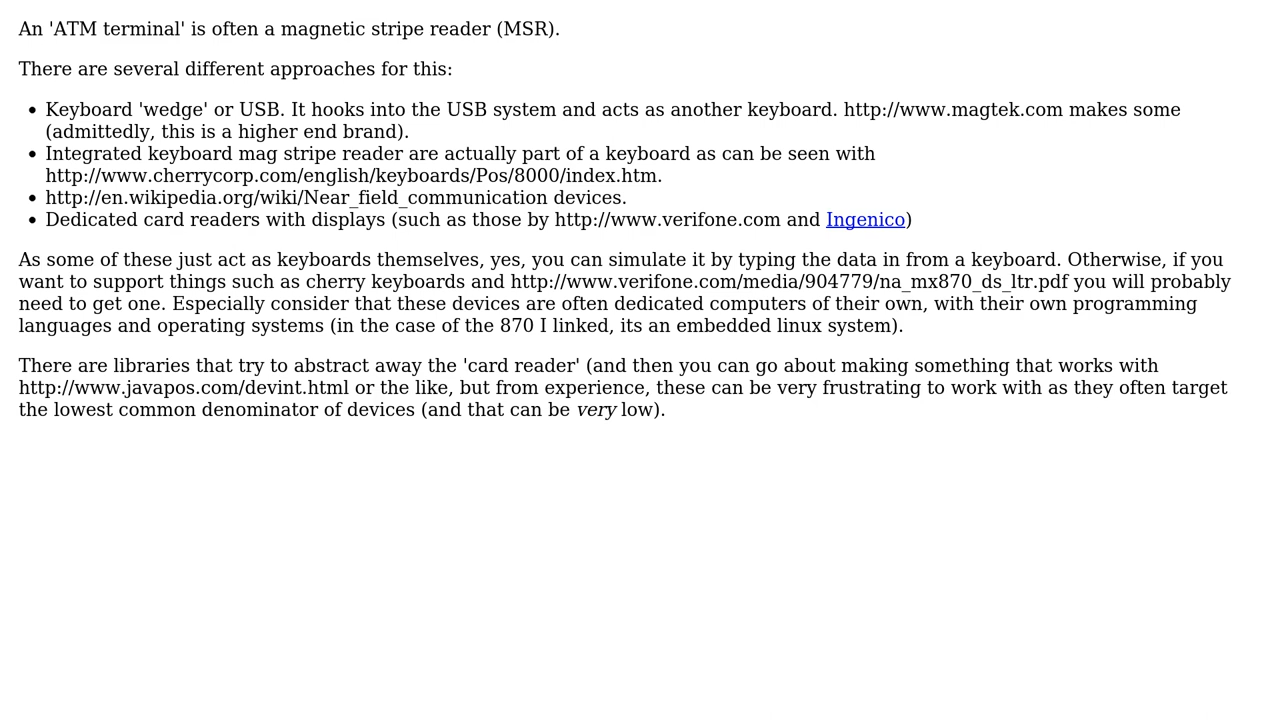 An 'ATM terminal' is often a magnetic stripe reader (MSR).
There are several different approaches for this:
• Keyboard 'wedge' or USB. It hooks into the USB system and acts as another keyboard. http://www.magtek.com makes some
(admittedly, this is a higher end brand).
• Integrated keyboard mag stripe reader are actually part of a keyboard as can be seen with
http://www.cherrycorp.com/english/keyboards/Pos/8000/index.htm.
• http://en.wikipedia.org/wiki/Near_field_communication devices.
• Dedicated card readers with displays (such as those by http://www.verifone.com and Ingenico)
As some of these just act as keyboards themselves, yes, you can simulate it by typing the data in from a keyboard. Otherwise, if you
want to support things such as cherry keyboards and http://www.verifone.com/media/904779/na_mx870_ds_ltr.pdf you will probably
need to get one. Especially consider that these devices are often dedicated computers of their own, with their own programming
languages and operating systems (in the case of the 870 I linked, its an embedded linux system).
There are libraries that try to abstract away the 'card reader' (and then you can go about making something that works with
http://www.javapos.com/devint.html or the like, but from experience, these can be very frustrating to work with as they often target
the lowest common denominator of devices (and that can be very low).